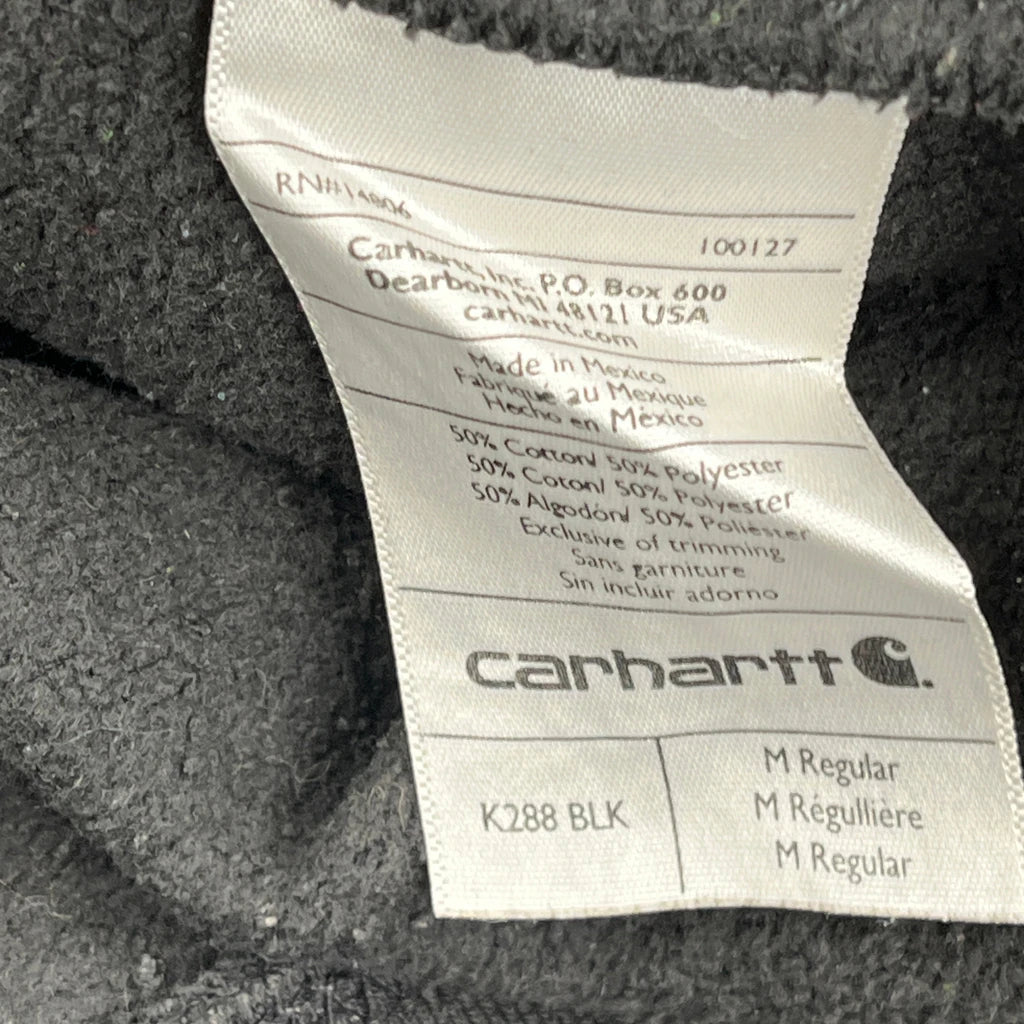 RN#14806
100127
Carhartt, Inc. P.O. Box 600
Dearborn MI 48121 USA
carhartt.com
Made in Mexico
Fabriqué au Mexique
Hecho en México
50% Cotton/ 50% Polyester
50% Coton/ 50% Polyester
50% Algodón/ 50% Poliéster
Exclusive of trimming
Sans garniture
Sin incluir adorno
carhartt
K288 BLK
M Regular
M Régullière
M Regular